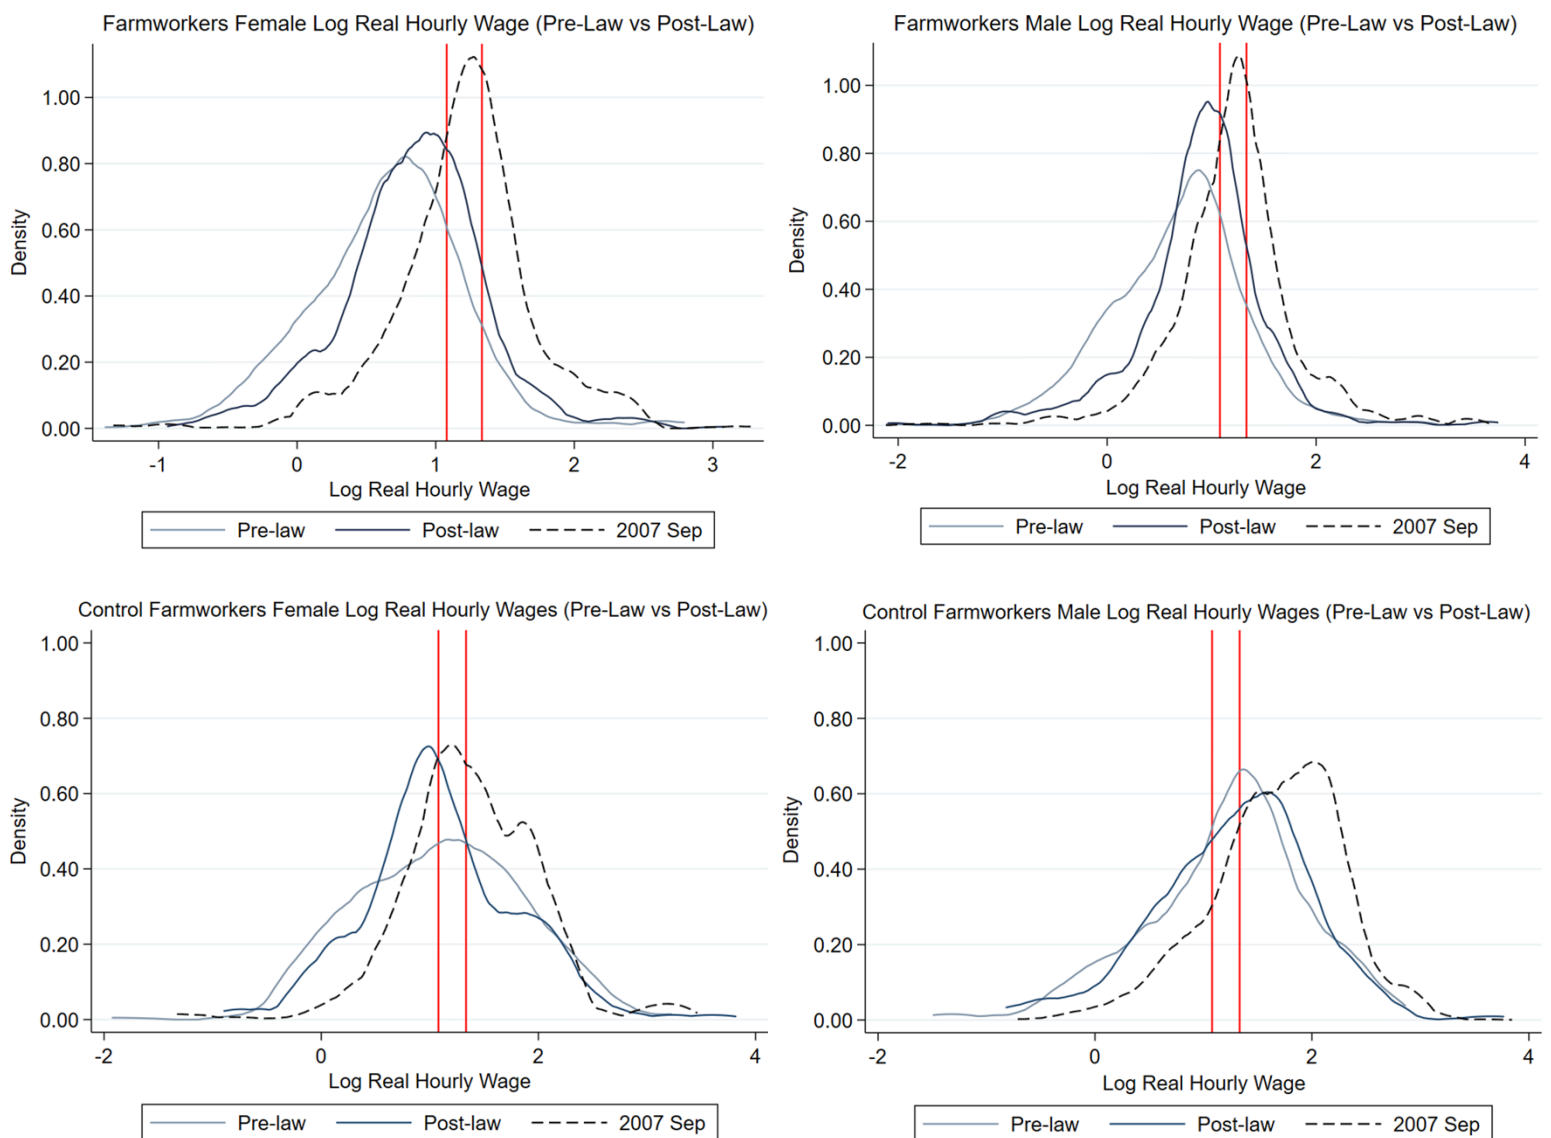 Farmworkers Female Log Real Hourly Wage (Pre-Law vs Post-Law)
1.00
0.80
0.60
0.40
0.20
0.00
Density
-1 0 1 2 3
Log Real Hourly Wage
Pre-law Post-law 2007 Sep
Farmworkers Male Log Real Hourly Wage (Pre-Law vs Post-Law)
1.00
0.80
0.60
0.40
0.20
0.00
Density
-2 0 2 4
Log Real Hourly Wage
Pre-law Post-law 2007 Sep
Control Farmworkers Female Log Real Hourly Wages (Pre-Law vs Post-Law)
1.00
0.80
0.60
0.40
0.20
0.00
Density
-2 0 2 4
Log Real Hourly Wage
Pre-law Post-law 2007 Sep
Control Farmworkers Male Log Real Hourly Wages (Pre-Law vs Post-Law)
1.00
0.80
0.60
0.40
0.20
0.00
Density
-2 0 2 4
Log Real Hourly Wage
Pre-law Post-law 2007 Sep